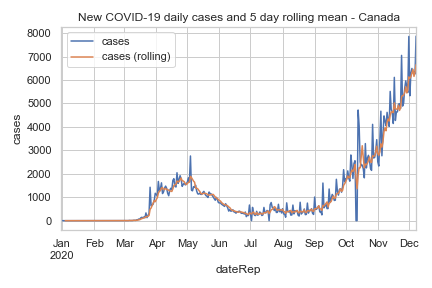 New COVID-19 daily cases and 5 day rolling mean - Canada
cases
cases (rolling)
8000
7000
6000
5000
4000
3000
2000
1000
0
cases
Jan Feb Mar Apr May Jun Jul Aug Sep Oct Nov Dec
2020
dateRep